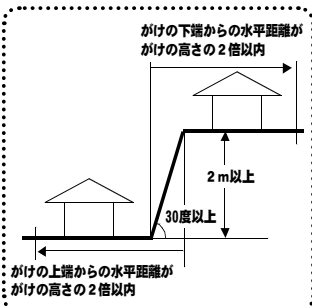 がけの下端からの水平距離が
がけの高さの２倍以内
２ｍ以上
30度以上
がけの上端からの水平距離が
がけの高さの２倍以内